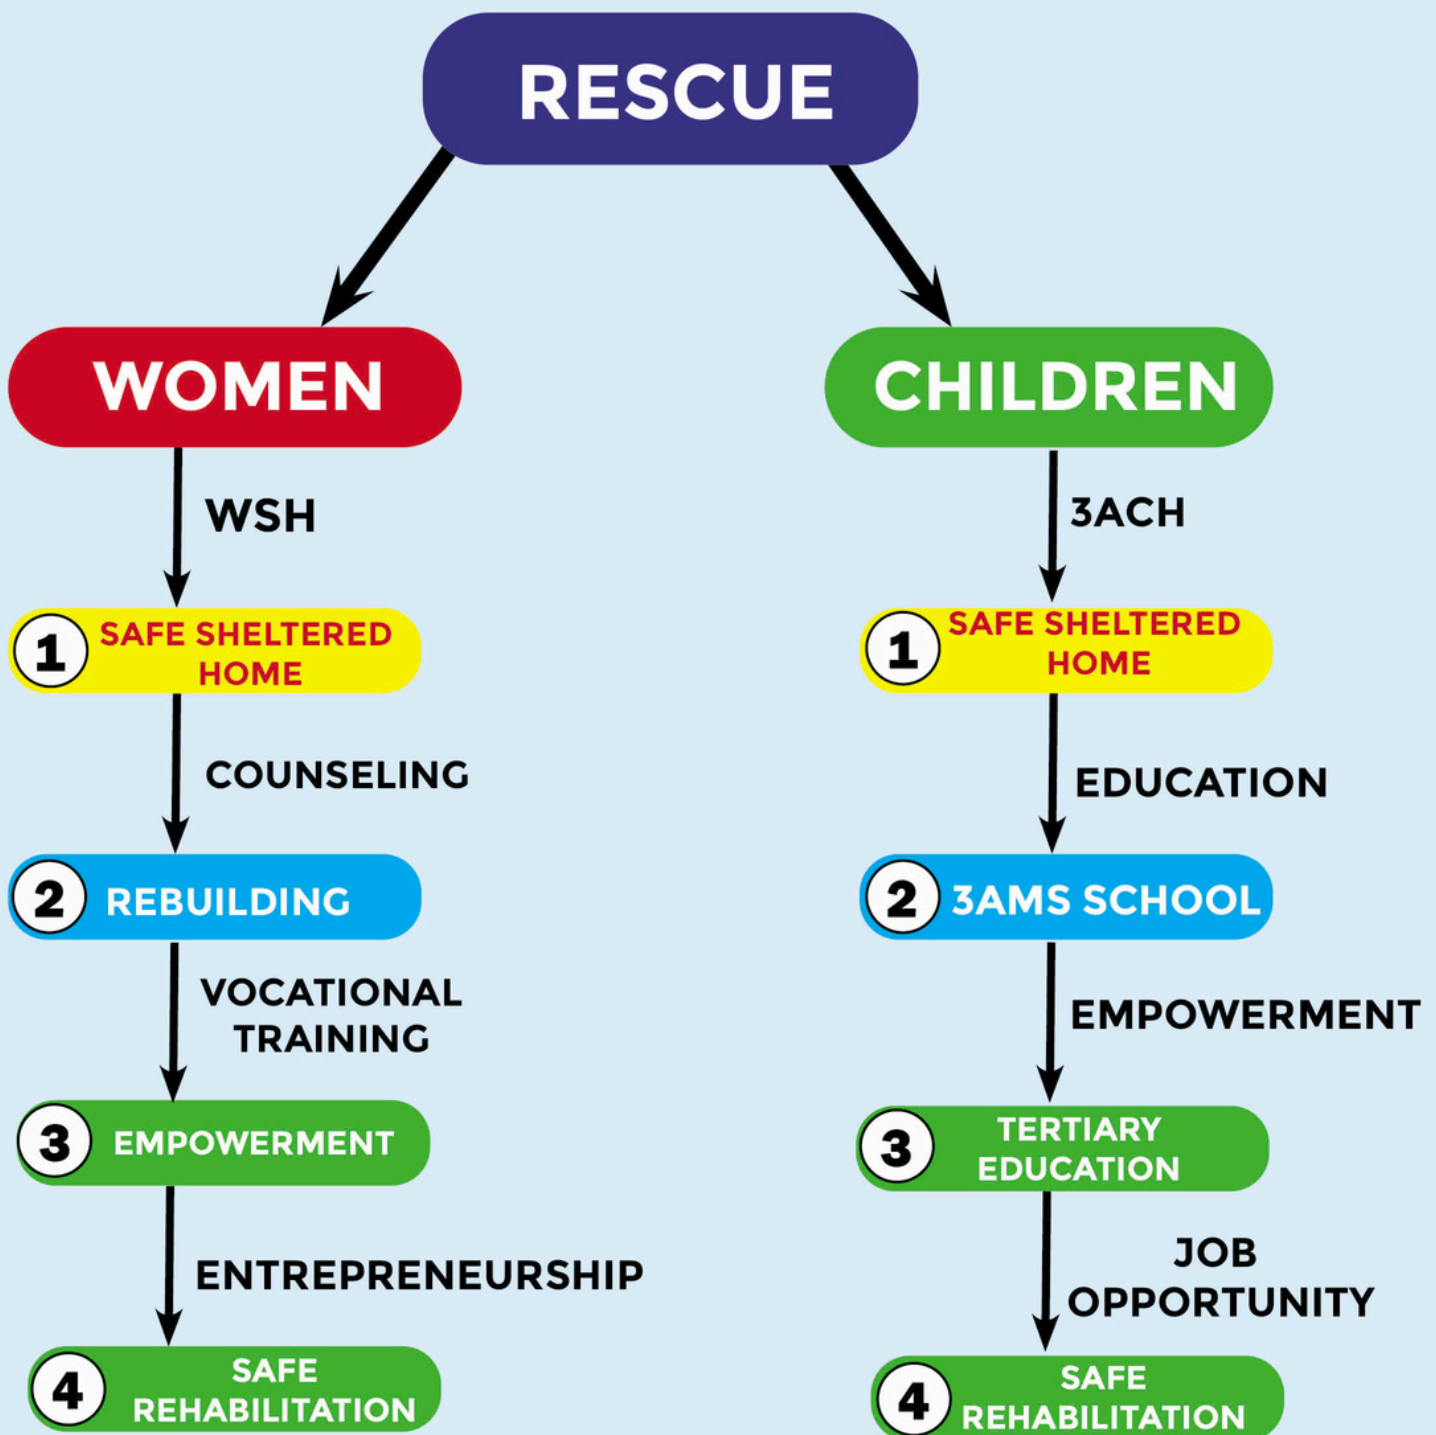 RESCUE
WOMEN
WSH
1
SAFE SHELTERED
HOME
COUNSELING
2
REBUILDING
VOCATIONAL
TRAINING
3
EMPOWERMENT
ENTREPRENEURSHIP
4
SAFE
REHABILITATION
CHILDREN
3ACH
1
SAFE SHELTERED
HOME
EDUCATION
2
3AMS SCHOOL
EMPOWERMENT
3
TERTIARY
EDUCATION
JOB
OPPORTUNITY
4
SAFE
REHABILITATION